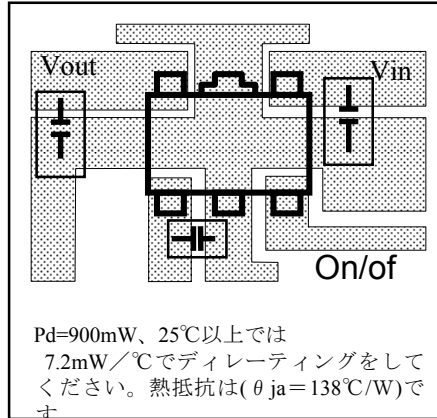 Vout
Vin
On/of
Pd=900mW、25℃以上では
7.2mW／℃でディレーティングをして
ください。熱抵抗は( θ ja＝138℃/W)で
す